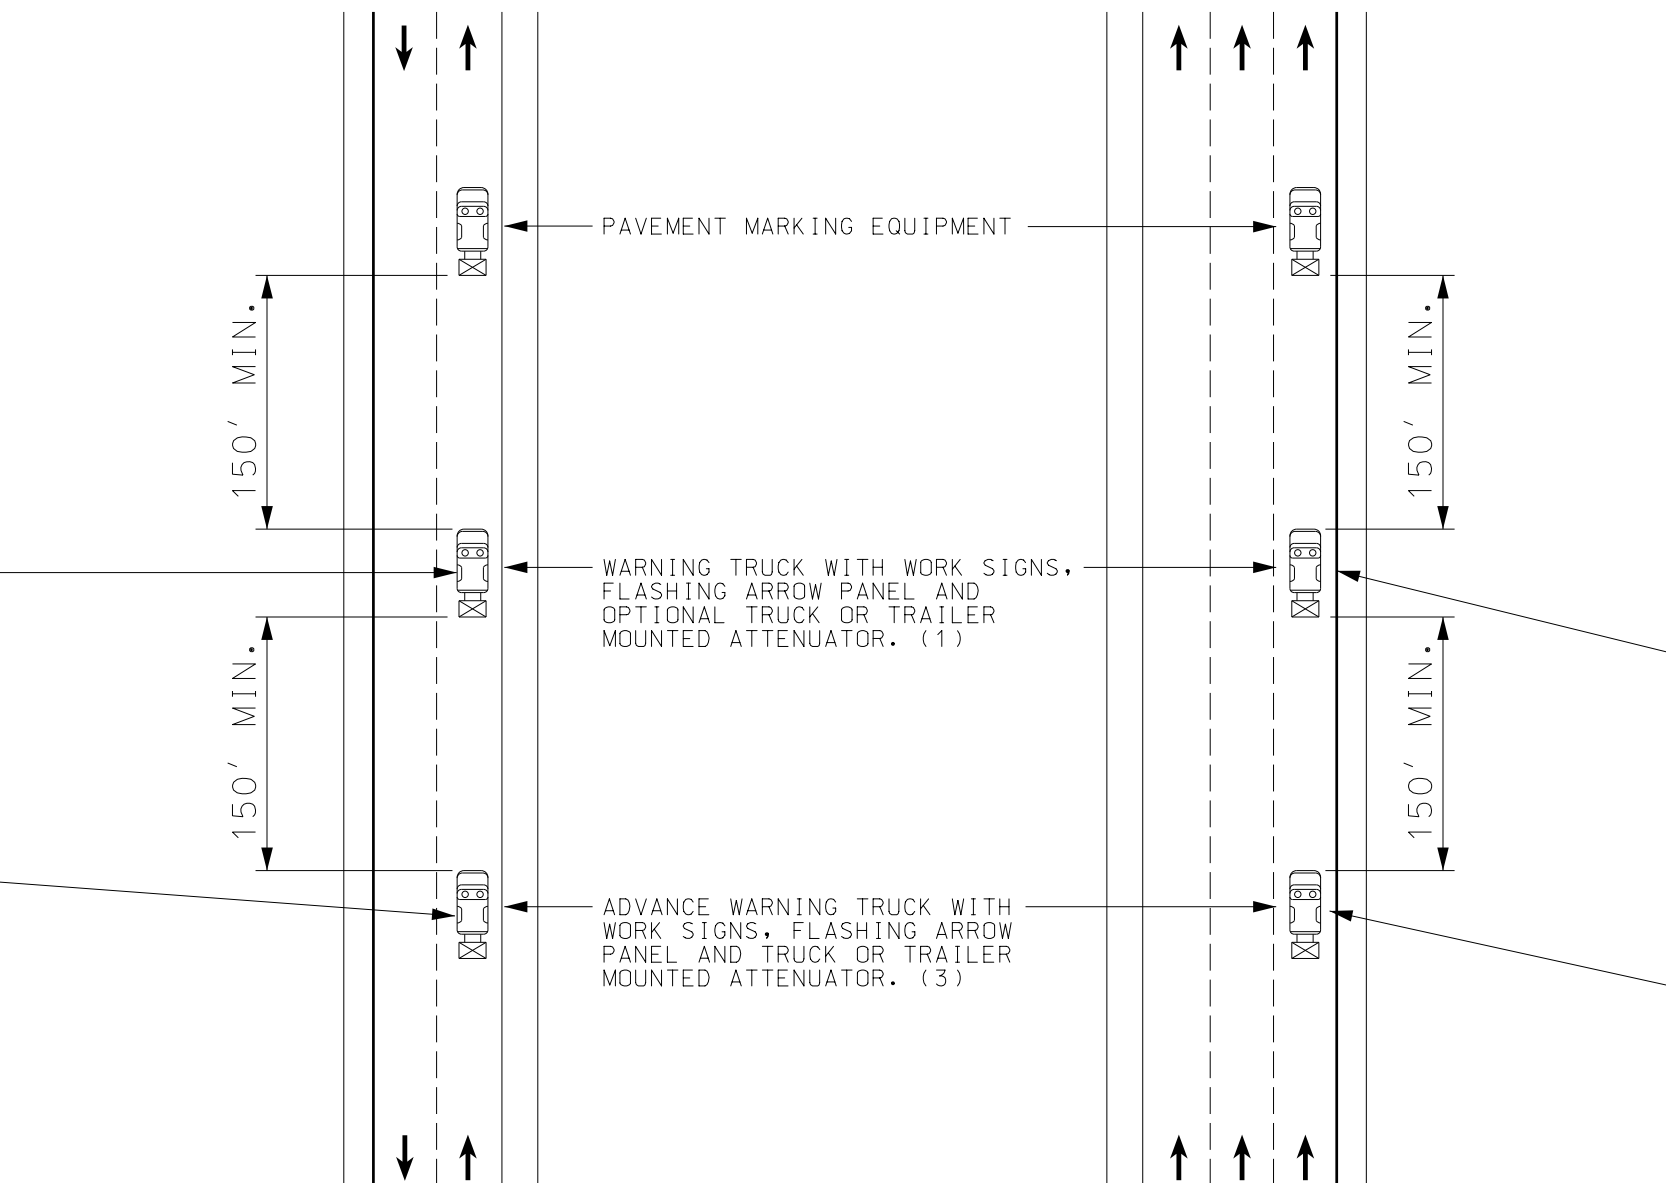 PAVEMENT MARKING EQUIPMENT
150' MIN.
150' MIN.
WARNING TRUCK WITH WORK SIGNS,
FLASHING ARROW PANEL AND
OPTIONAL TRUCK OR TRAILER
MOUNTED ATTENUATOR. (1)
150' MIN.
150' MIN.
ADVANCE WARNING TRUCK WITH
WORK SIGNS, FLASHING ARROW
PANEL AND TRUCK OR TRAILER
MOUNTED ATTENUATOR. (3)